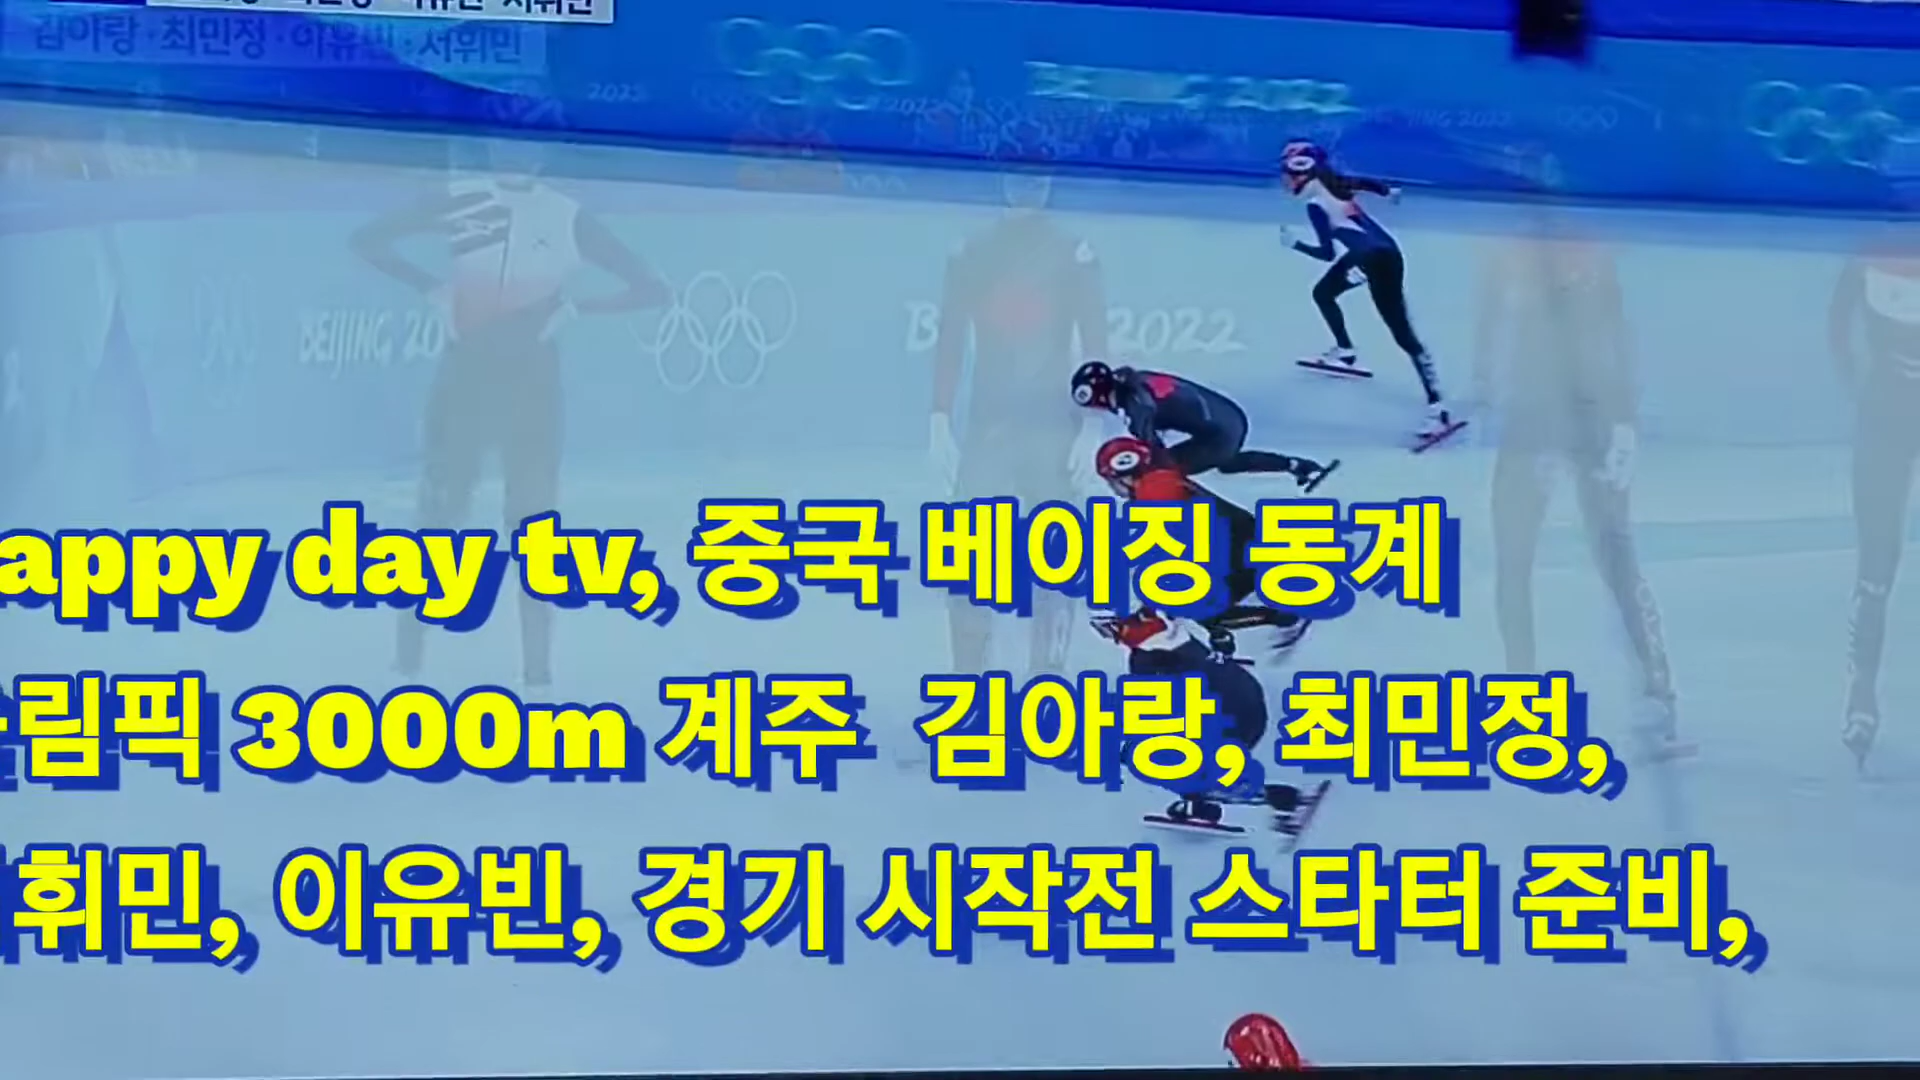 김아랑·최민정·이유빈·서휘민
BEIJING 2022
BEIJING 20
2022
appy day tv, 중국 베이징 동계
림픽 3000m 계주 김아랑, 최민정,
휘민, 이유빈, 경기 시작전 스타터 준비,